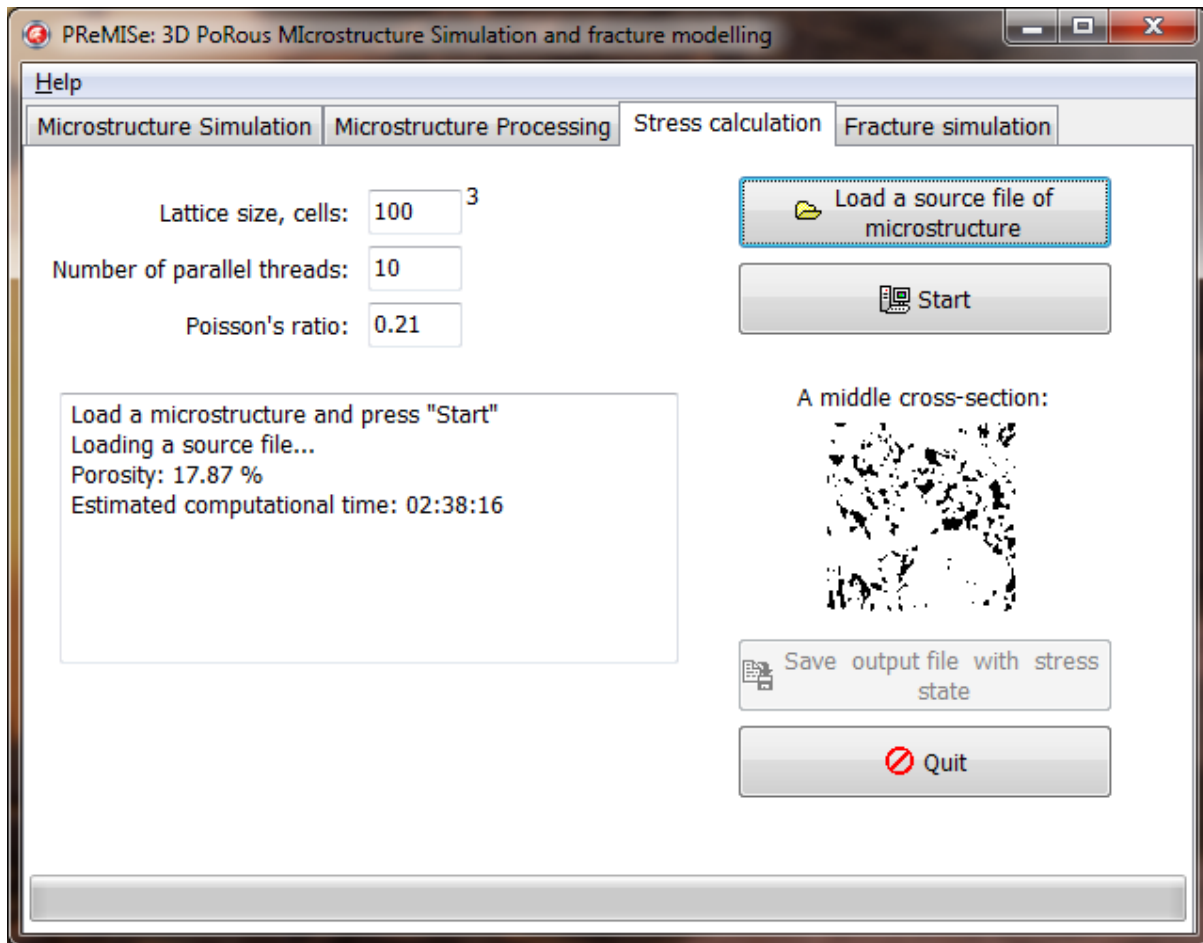 PReMISe: 3D PoRous MIcrostructure Simulation and fracture modelling
Help
Microstructure Simulation
Microstructure Processing
Stress calculation
Fracture simulation
Lattice size, cells: 100 3
Number of parallel threads: 10
Poisson's ratio: 0.21
Load a source file of
microstructure
Start
Load a microstructure and press "Start"
Loading a source file...
Porosity: 17.87 %
Estimated computational time: 02:38:16
A middle cross-section:
Save output file with stress
state
Quit